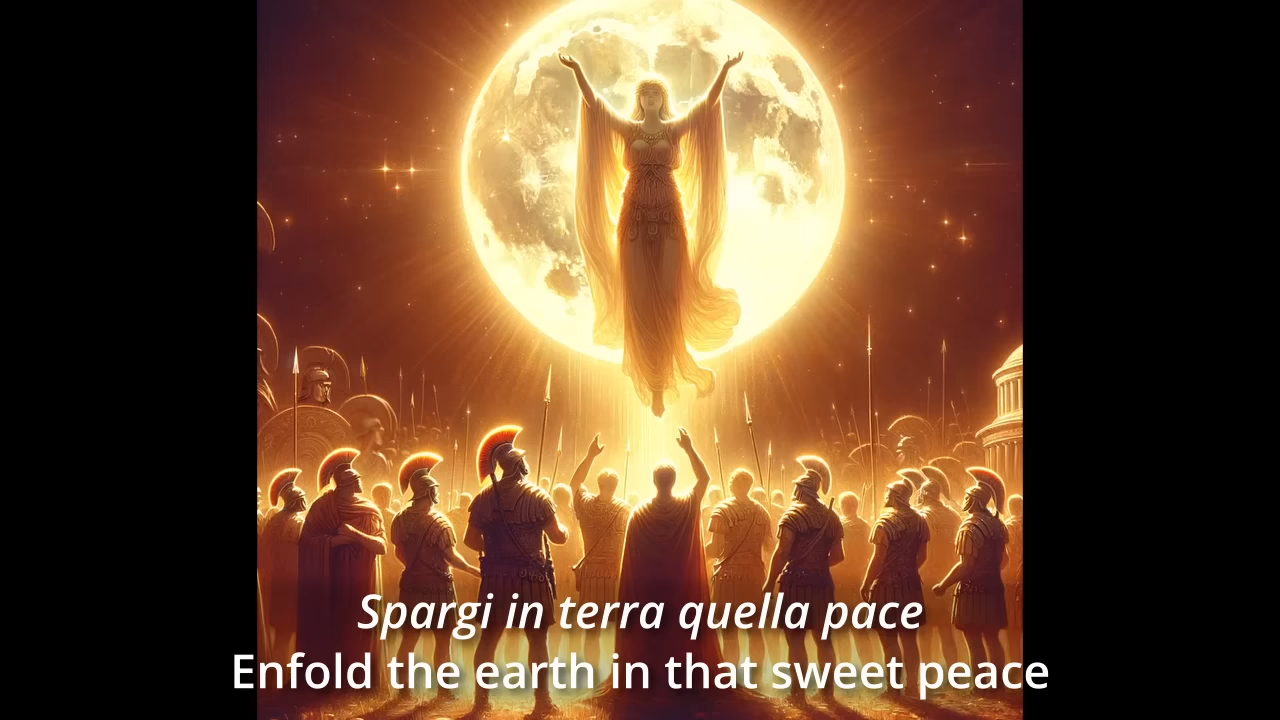 Spargi in terra quella pace
Enfold the earth in that sweet peace